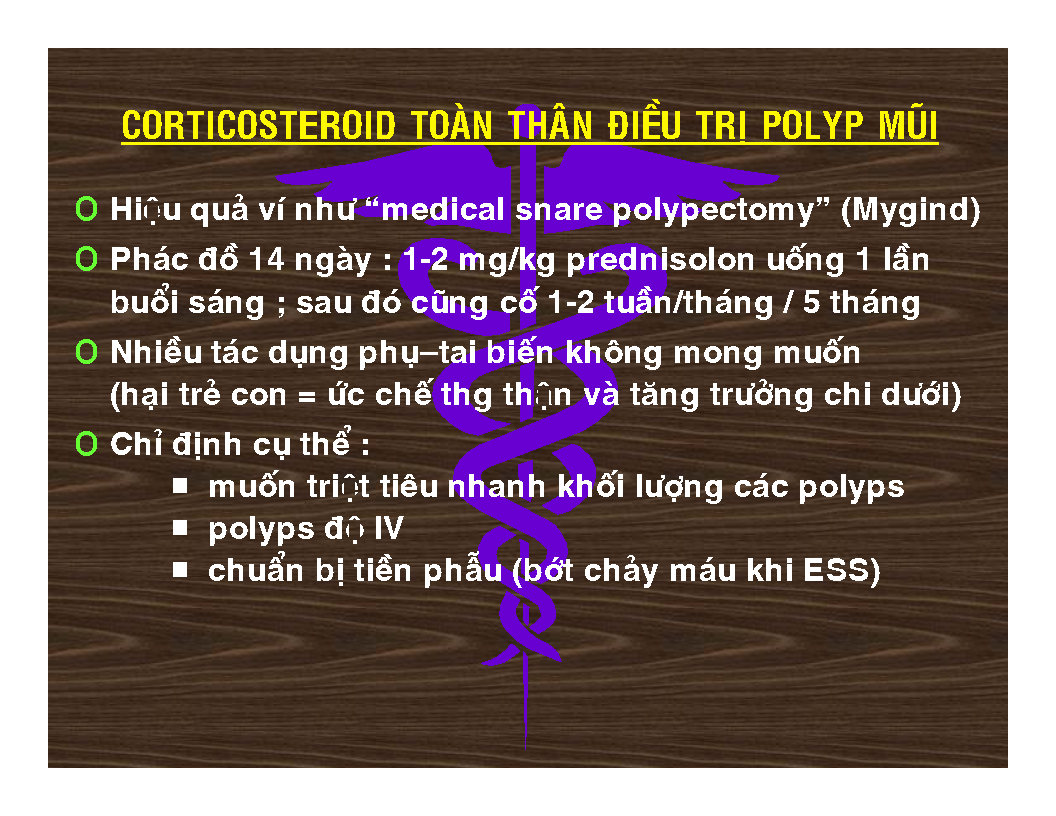 CORTICOSTEROID TOÀN THÂN ĐIỀU TRỊ POLYP MŨI
O Hiệu quả ví như “medical snare polypectomy” (Mygind)
O Phác đồ 14 ngày : 1-2 mg/kg prednisolon uống 1 lần
buổi sáng ; sau đó cũng cố 1-2 tuần/tháng / 5 tháng
O Nhiều tác dụng phụ–tai biến không mong muốn
(hại trẻ con = ức chế thg thận và tăng trưởng chi dưới)
O Chỉ định cụ thể :
▪ muốn triệt tiêu nhanh khối lượng các polyps
▪ polyps độ IV
▪ chuẩn bị tiền phẫu (bớt chảy máu khi ESS)